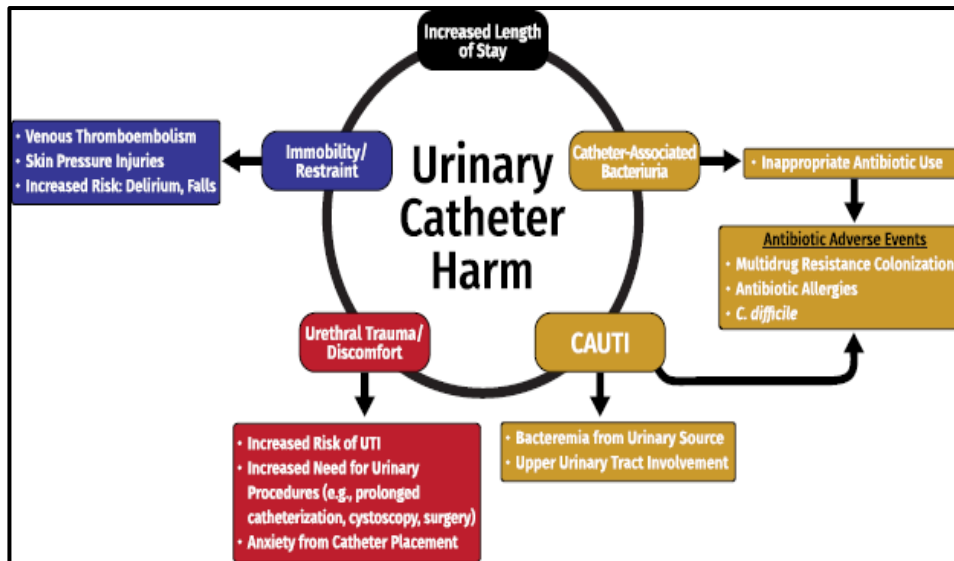 Increased Length
of Stay
• Venous Thromboembolism
• Skin Pressure Injuries
• Increased Risk: Delirium, Falls
Immobility/
Restraint
Urinary
Catheter
Harm
Catheter-Associated
Bacteriuria
• Inappropriate Antibiotic Use
Antibiotic Adverse Events
• Multidrug Resistance Colonization
• Antibiotic Allergies
• C. difficile
Urethral Trauma/
Discomfort
CAUTI
• Increased Risk of UTI
• Increased Need for Urinary
Procedures (e.g., prolonged
catheterization, cystoscopy, surgery)
• Anxiety from Catheter Placement
• Bacteremia from Urinary Source
• Upper Urinary Tract Involvement